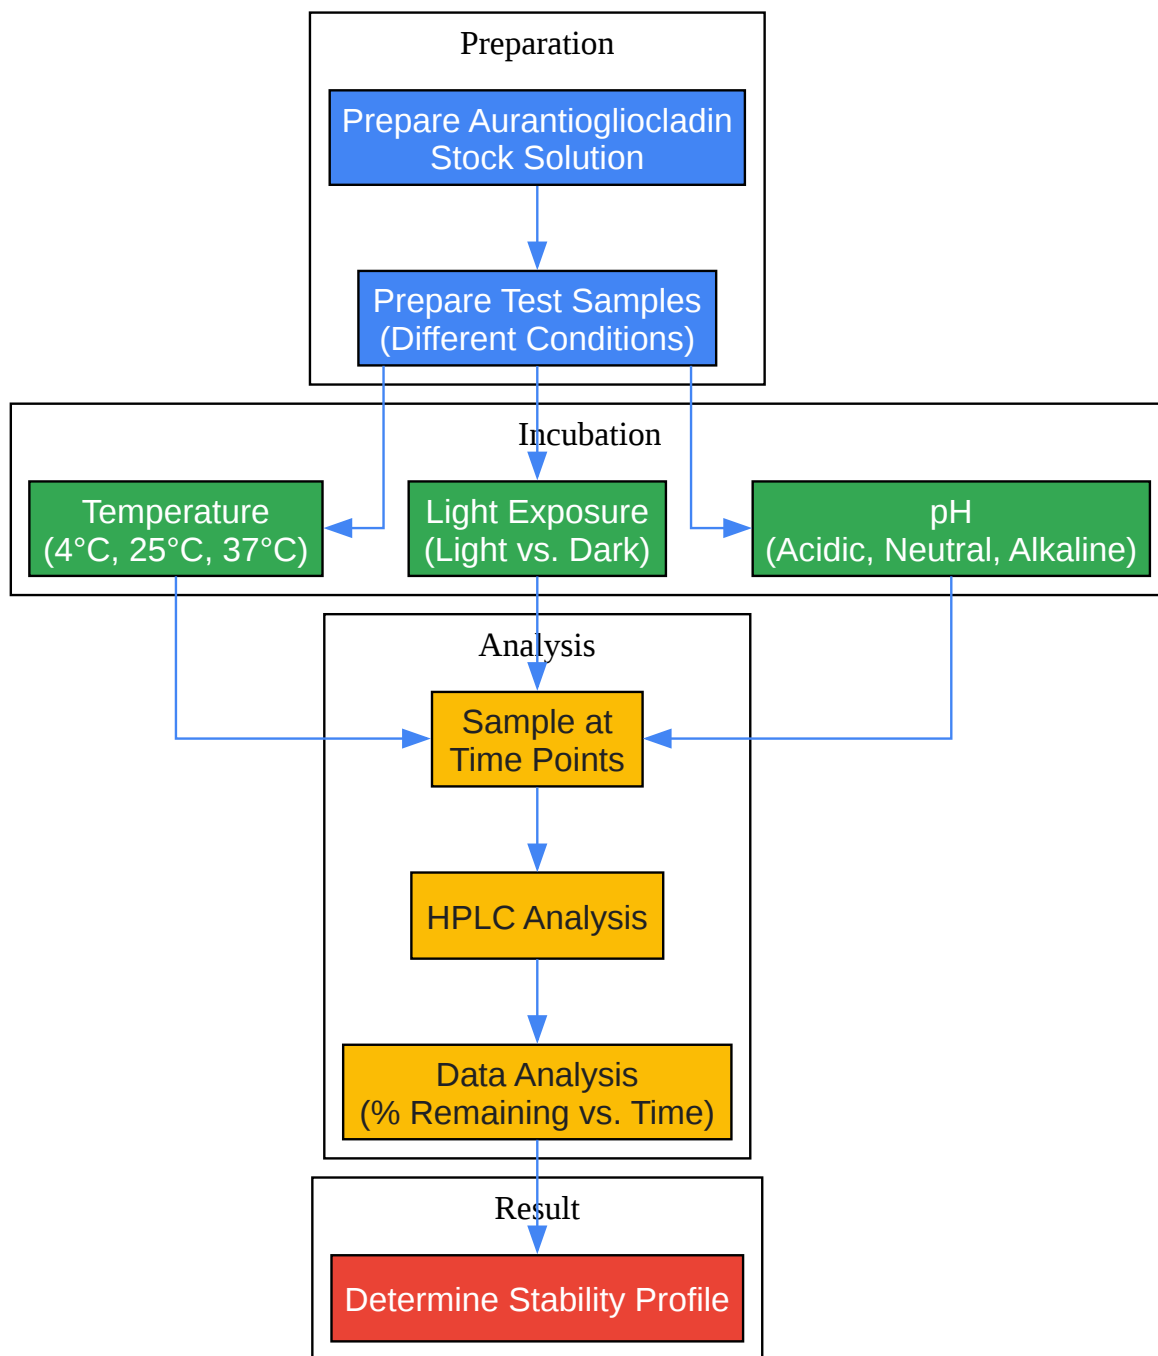 Preparation
Prepare Aurantiogliocladin
Stock Solution
Prepare Test Samples
(Different Conditions)
Incubation
Temperature
(4°C, 25°C, 37°C)
Light Exposure
(Light vs. Dark)
pH
(Acidic, Neutral, Alkaline)
Analysis
Sample at
Time Points
HPLC Analysis
Data Analysis
(% Remaining vs. Time)
Result
Determine Stability Profile